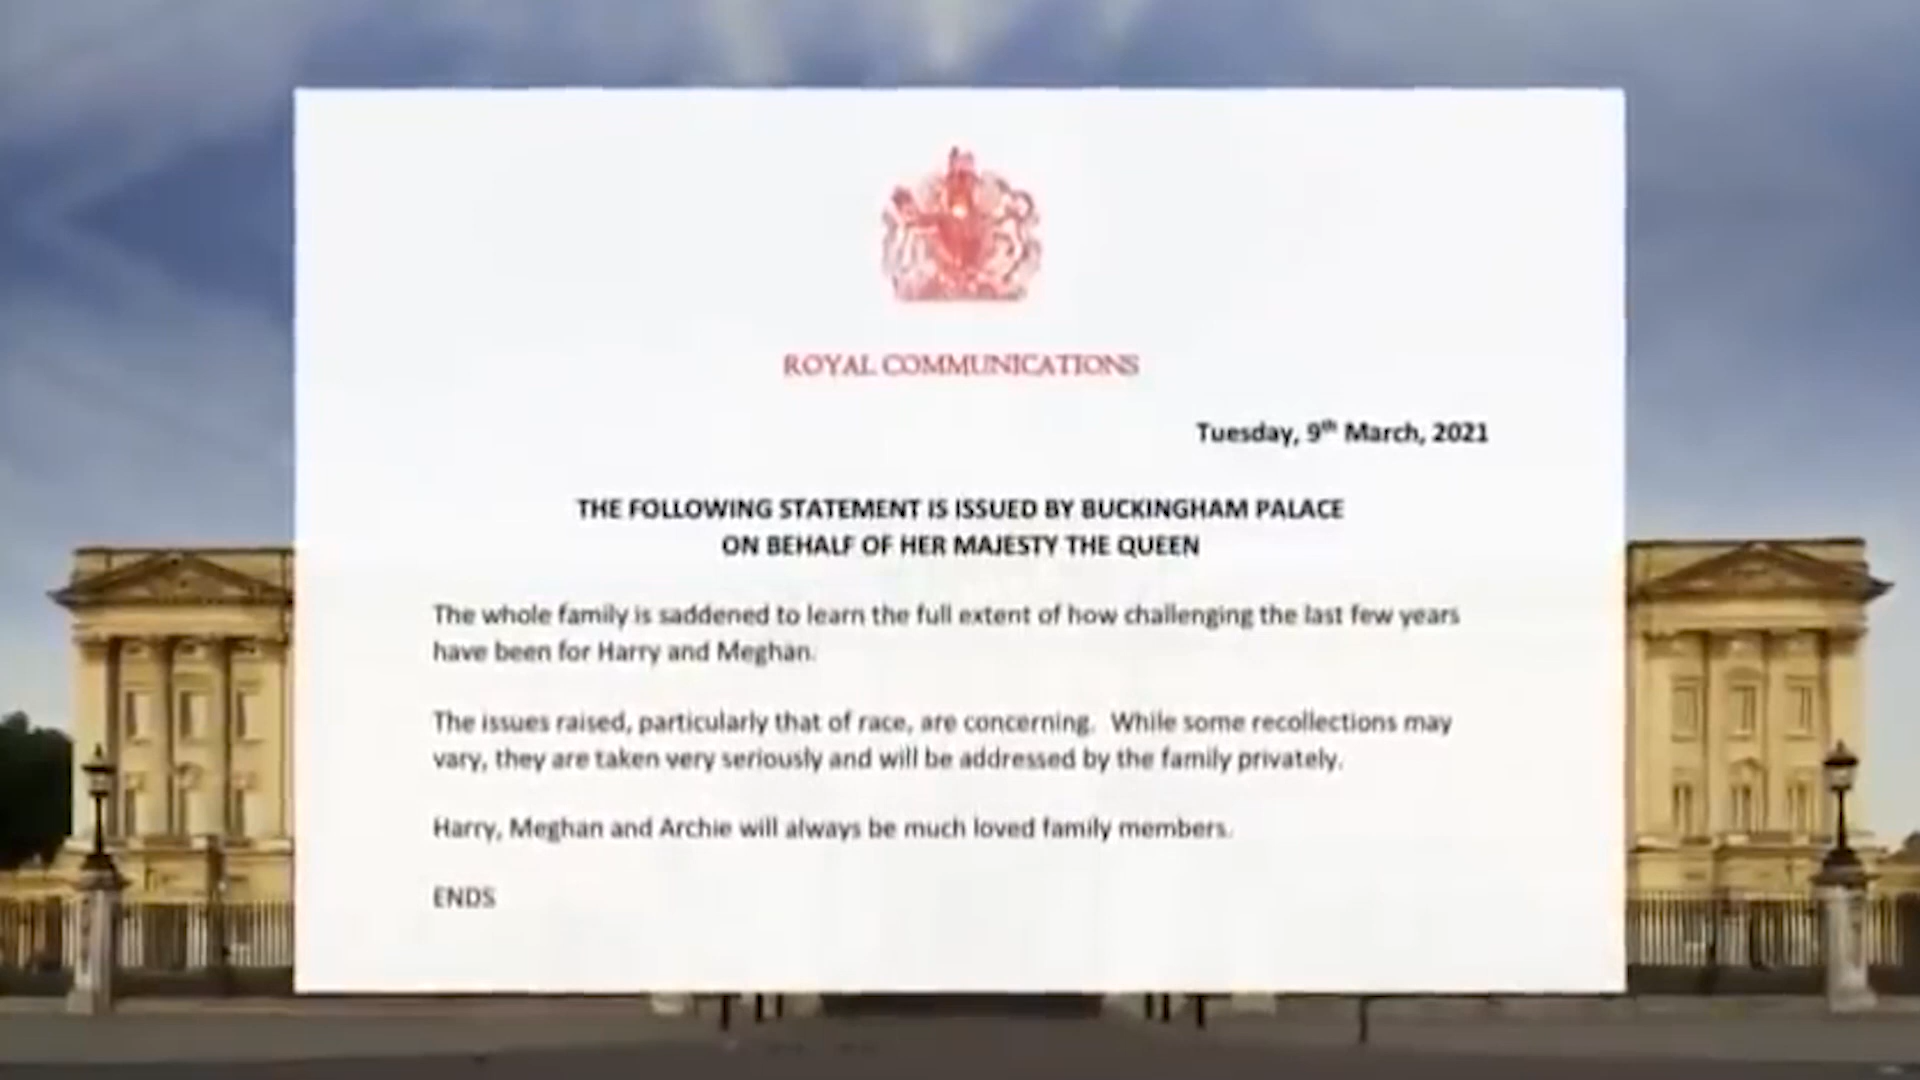 ROYAL COMMUNICATIONS
Tuesday, 9th March, 2021
THE FOLLOWING STATEMENT IS ISSUED BY BUCKINGHAM PALACE
ON BEHALF OF HER MAJESTY THE QUEEN
The whole family is saddened to learn the full extent of how challenging the last few years
have been for Harry and Meghan.
The issues raised, particularly that of race, are concerning.  While some recollections may
vary, they are taken very seriously and will be addressed by the family privately.
Harry, Meghan and Archie will always be much loved family members.
ENDS